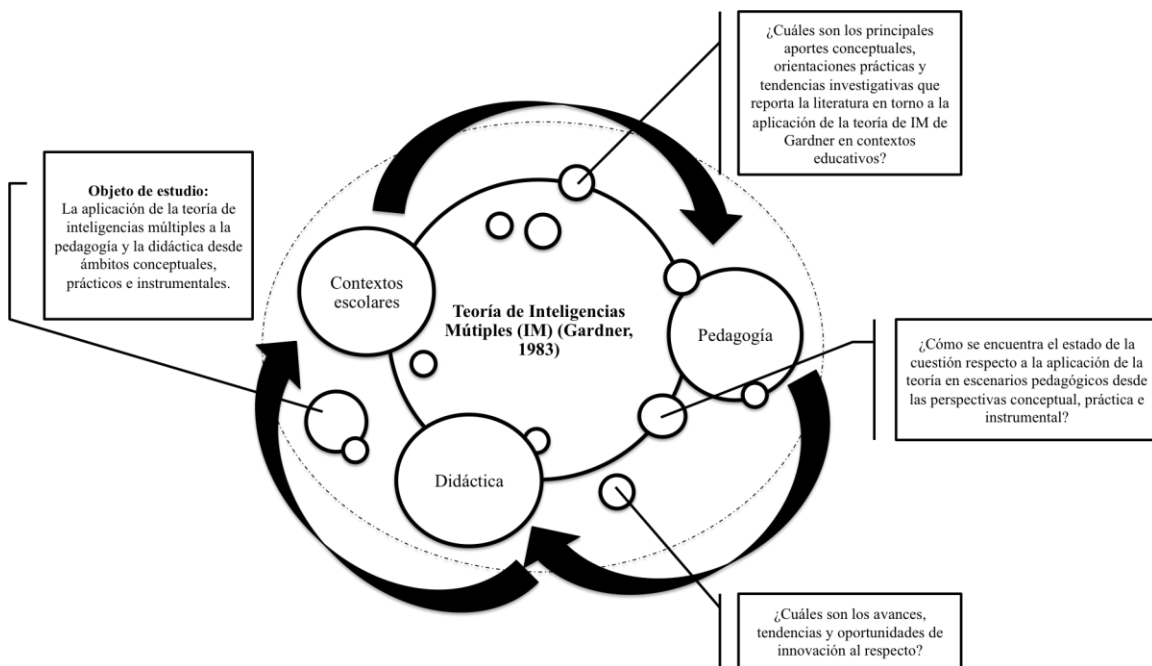 ¿Cuáles son los principales
aportes conceptuales,
orientaciones prácticas y
tendencias investigativas que
reporta la literatura en torno a la
aplicación de la teoría de IM de
Gardner en contextos
educativos?
Objeto de estudio:
La aplicación de la teoría de
inteligencias múltiples a la
pedagogía y la didáctica desde
ámbitos conceptuales,
prácticos e instrumentales.
Contextos
escolares
Teoría de Inteligencias
Mútiples (IM) (Gardner,
1983)
Pedagogía
¿Cómo se encuentra el estado de la
cuestión respecto a la aplicación de la
teoría en escenarios pedagógicos desde
las perspectivas conceptual, práctica e
instrumental?
Didáctica
¿Cuáles son los avances,
tendencias y oportunidades de
innovación al respecto?